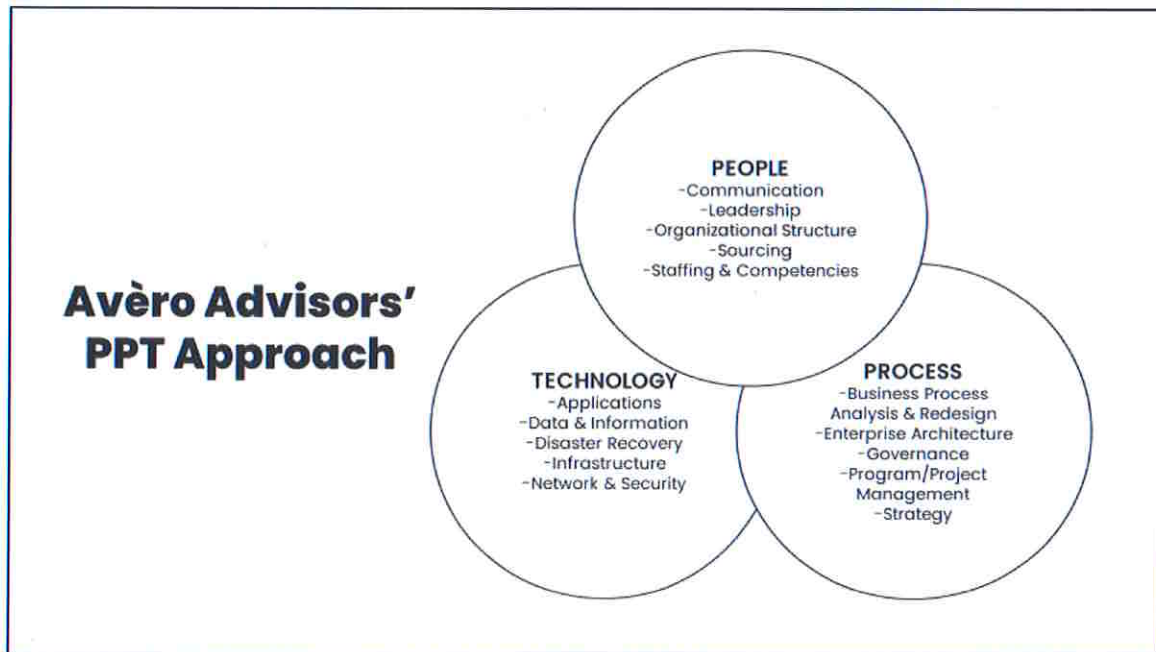 Avèro Advisors’
PPT Approach
PEOPLE
-Communication
-Leadership
-Organizational Structure
-Sourcing
-Staffing & Competencies
TECHNOLOGY
-Applications
-Data & Information
-Disaster Recovery
-Infrastructure
-Network & Security
PROCESS
-Business Process
Analysis & Redesign
-Enterprise Architecture
-Governance
-Program/Project
Management
-Strategy